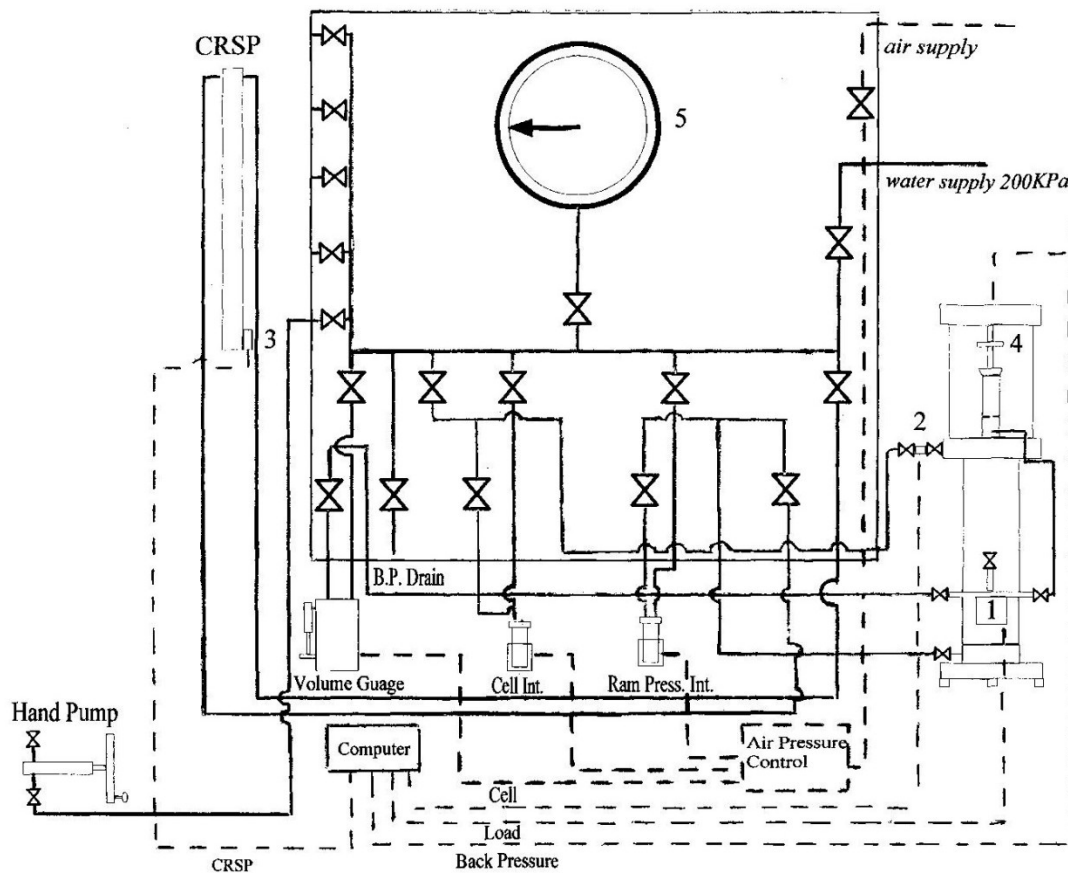 CRSP
air supply
5
water supply 200KPa
3
4
2
B.P. Drain
1
Volume Guage
Cell Int.
Ram Press. Int.
Hand Pump
Computer
Air Pressure
Control
Cell
Load
Back Pressure
CRSP